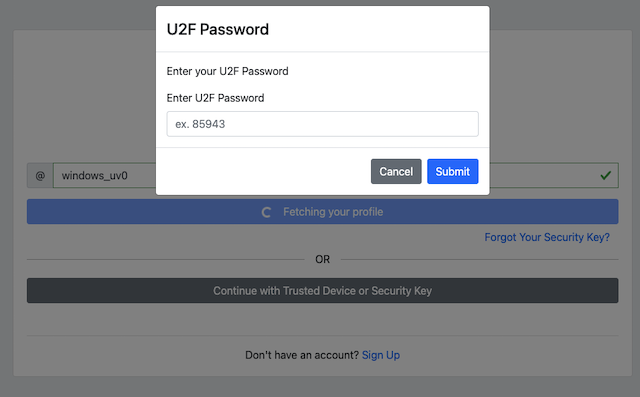 U2F Password
Enter your U2F Password
Enter U2F Password
ex. 85943
Cancel Submit
@ windows_uv0
Fetching your profile
Forgot Your Security Key?
OR
Continue with Trusted Device or Security Key
Don't have an account? Sign Up